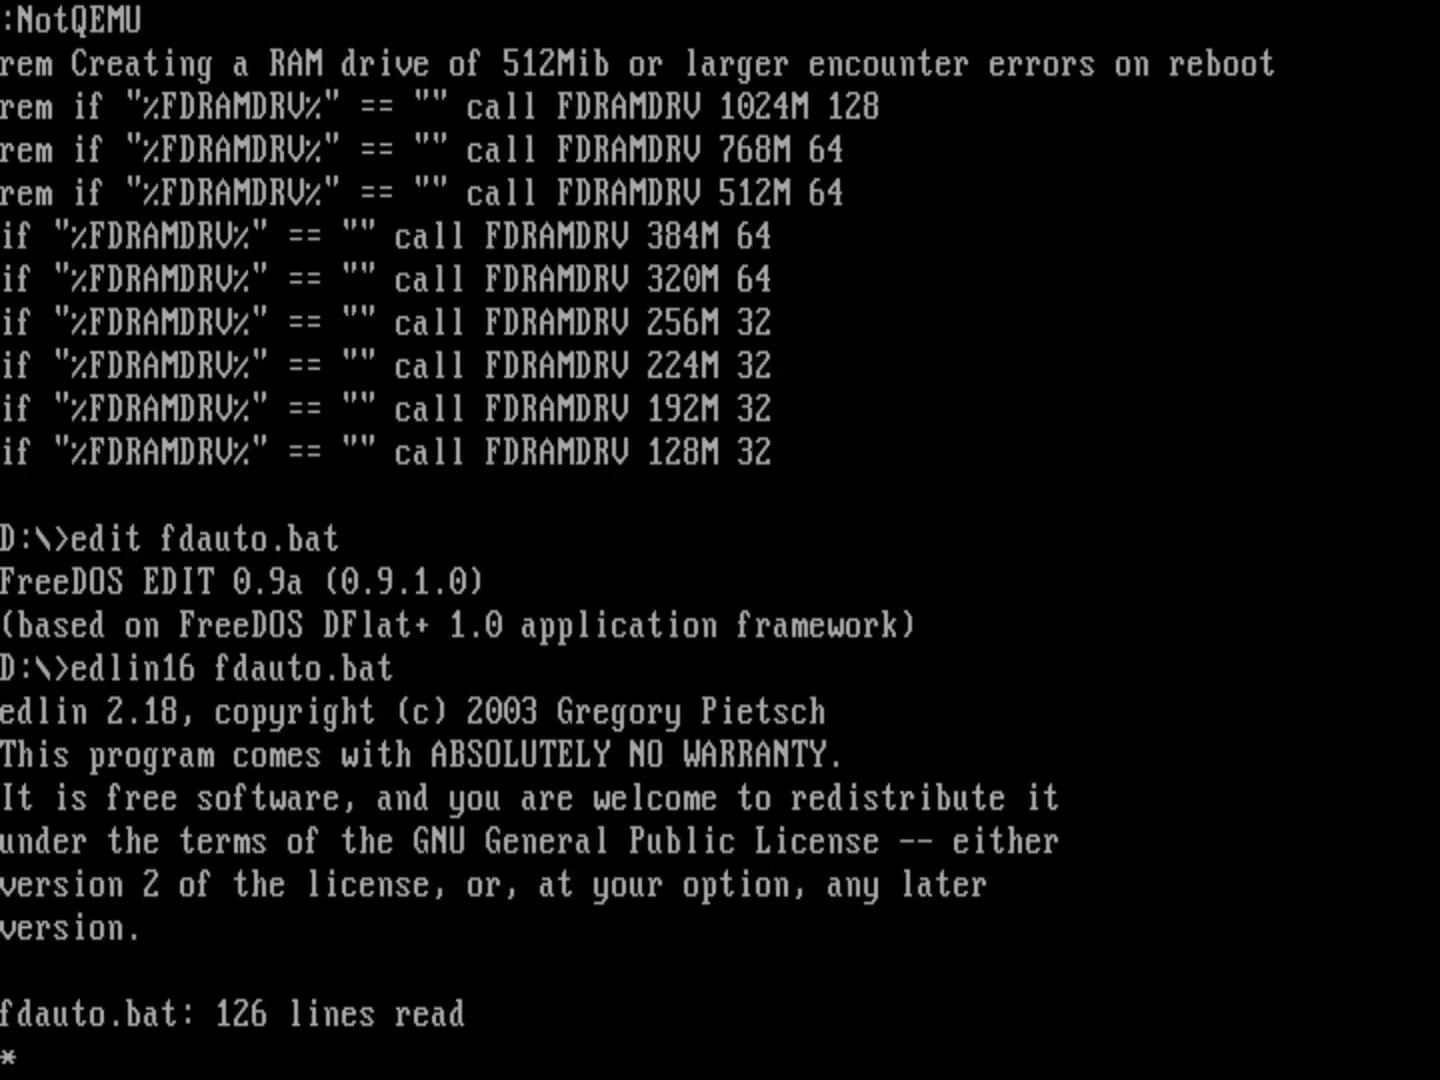 :NotQEMU
rem Creating a RAM drive of 512Mib or larger encounter errors on reboot
rem if "%FDRAMDRV%" == "" call FDRAMDRV 1024M 128
rem if "%FDRAMDRV%" == "" call FDRAMDRV 768M 64
rem if "%FDRAMDRV%" == "" call FDRAMDRV 512M 64
if "%FDRAMDRV%" == "" call FDRAMDRV 384M 64
if "%FDRAMDRV%" == "" call FDRAMDRV 320M 64
if "%FDRAMDRV%" == "" call FDRAMDRV 256M 32
if "%FDRAMDRV%" == "" call FDRAMDRV 224M 32
if "%FDRAMDRV%" == "" call FDRAMDRV 192M 32
if "%FDRAMDRV%" == "" call FDRAMDRV 128M 32
D:\>edit fdauto.bat
FreeDOS EDIT 0.9a (0.9.1.0)
(based on FreeDOS DFlat+ 1.0 application framework)
D:\>edlin16 fdauto.bat
edlin 2.18, copyright (c) 2003 Gregory Pietsch
This program comes with ABSOLUTELY NO WARRANTY.
It is free software, and you are welcome to redistribute it
under the terms of the GNU General Public License -- either
version 2 of the license, or, at your option, any later
version.
fdauto.bat: 126 lines read
*